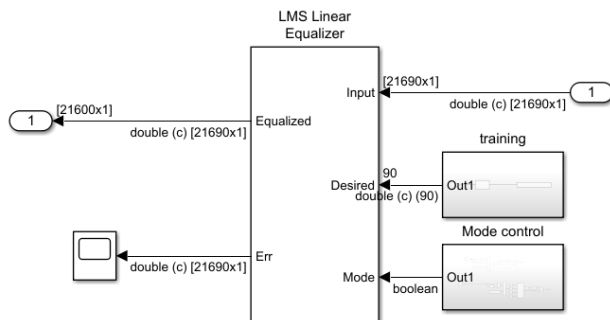 LMS Linear
Equalizer
[21600x1]
1
double (c) [21690x1]
Equalized
Input
[21690x1]
1
double (c) [21690x1]
training
Desired
90
double (c) (90)
Out1
Mode control
double (c) [21690x1]
Err
Mode
boolean
Out1